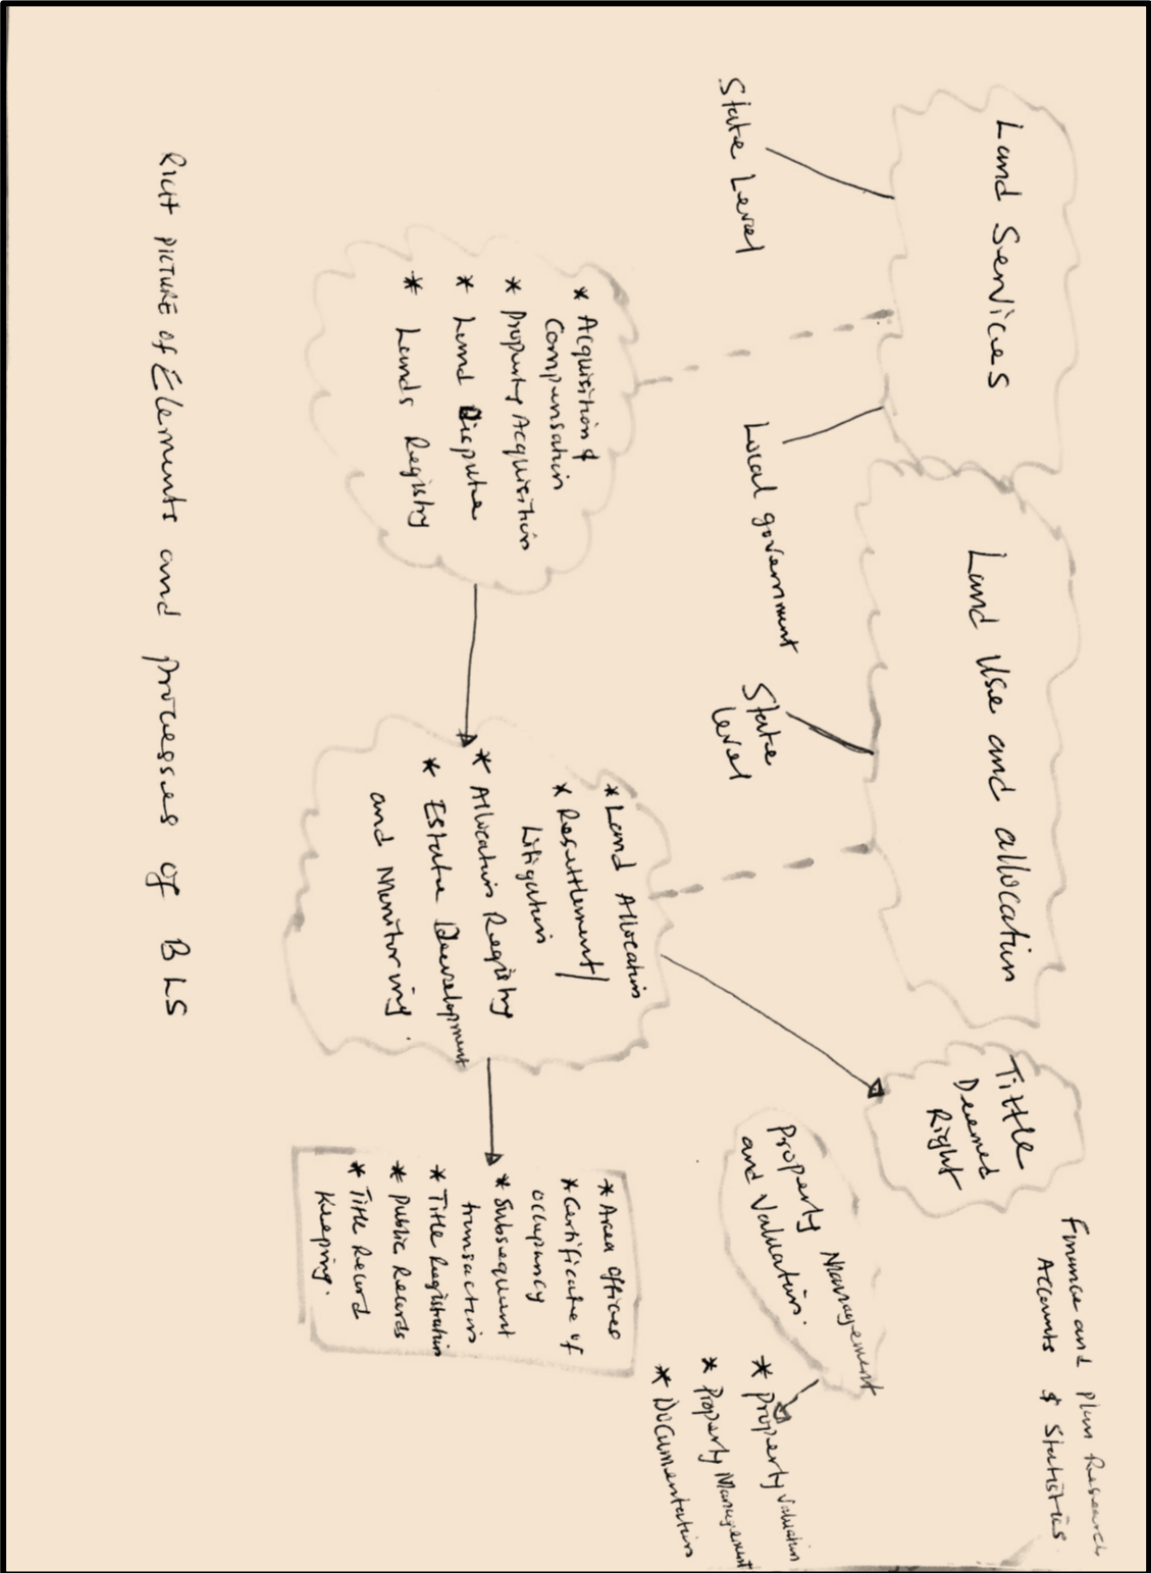 Land Services
State Level
Local government
Land Use and allocation
State
level
Tittle
Deemed
Right
Finance and plan Research
Accounts & Statistics
Property Management
and Valuation.
* Property Valuation
* Property Management
* Documentation
* Acquisition &
Compensation
* Property Acquisition
* Land Dispute
* Lands Registry
* Land Allocation
* Resettlement/
Litigation
* Allocation Registry
* Estate Development
and Monitoring.
* Area Offices
* Certificate of
occupancy
* Subsequent
transaction
* Title Registration
* Public Records
* Title Record
Keeping.
RICH PICTURE of Elements and processes of BLS